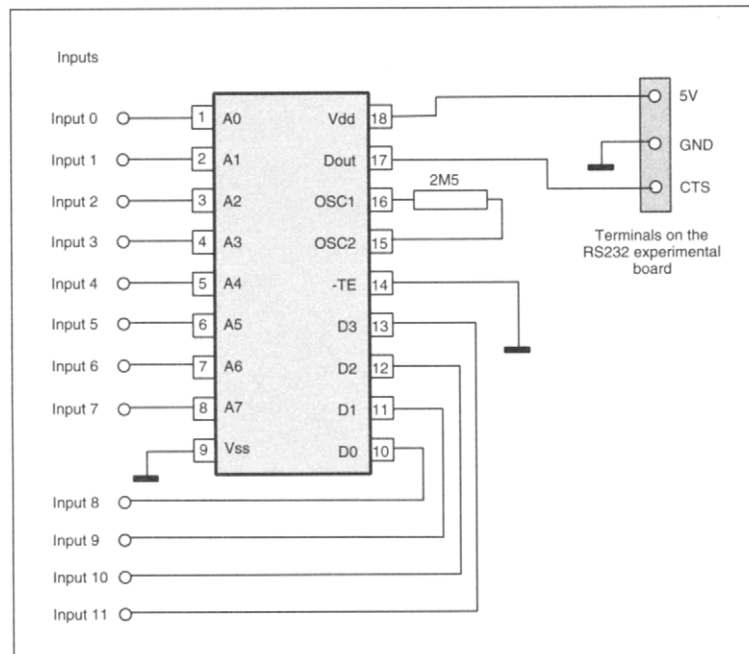 Inputs
Input 0
Input 1
Input 2
Input 3
Input 4
Input 5
Input 6
Input 7
Input 8
Input 9
Input 10
Input 11
1 A0
2 A1
3 A2
4 A3
5 A4
6 A5
7 A6
8 A7
9 Vss
Vdd 18
Dout 17
OSC1 16
OSC2 15
-TE 14
D3 13
D2 12
D1 11
D0 10
2M5
5V
GND
CTS
Terminals on the
RS232 experimental
board